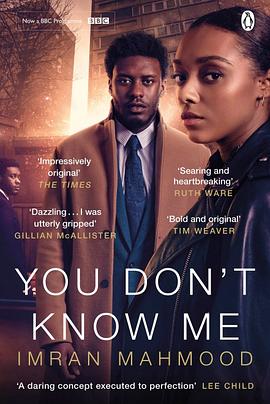 Now a BBC Programme BBC
‘Impressively
original’
THE TIMES
‘Searing and
heartbreaking’
RUTH WARE
‘Dazzling... I was
utterly gripped’
GILLIAN McALLISTER
‘Bold and original’
TIM WEAVER
YOU DON'T
KNOW ME
IMRAN MAHMOOD
‘A daring concept executed to perfection’ LEE CHILD